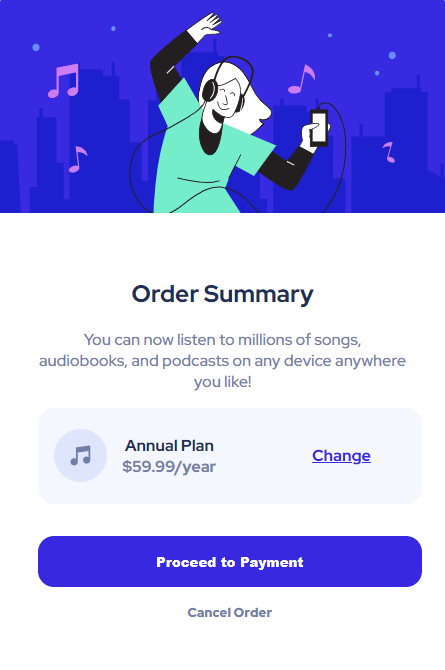 Order Summary
You can now listen to millions of songs,
audiobooks, and podcasts on any device anywhere
you like!
Annual Plan
$59.99/year
Change
Proceed to Payment
Cancel Order